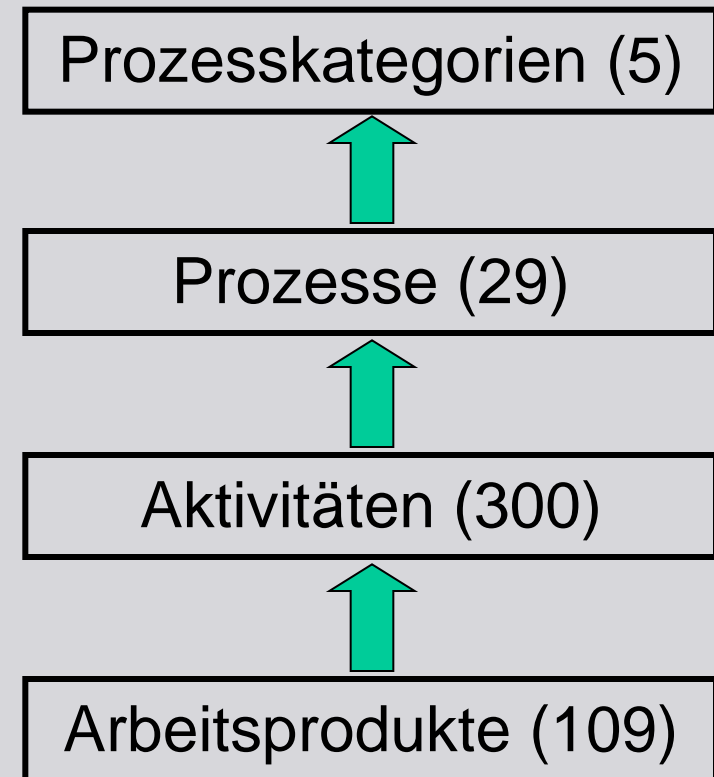 Prozesskategorien (5)
Prozesse (29)
Aktivitäten (300)
Arbeitsprodukte (109)